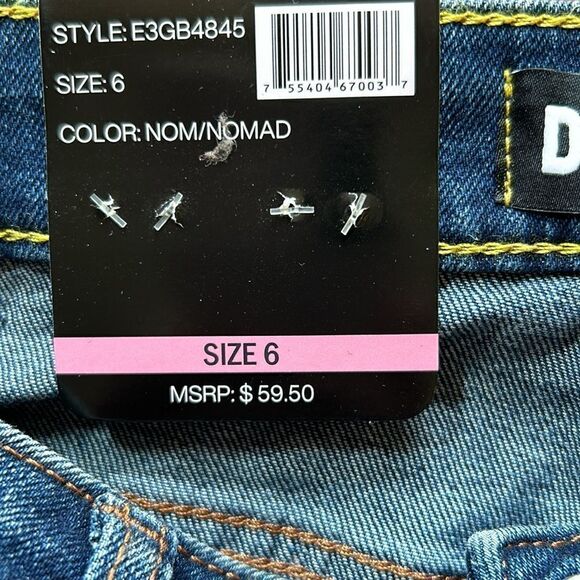 STYLE: E3GB4845
7 55404 67003 7
SIZE: 6
COLOR: NOM/NOMAD
D
SIZE 6
MSRP: $ 59.50